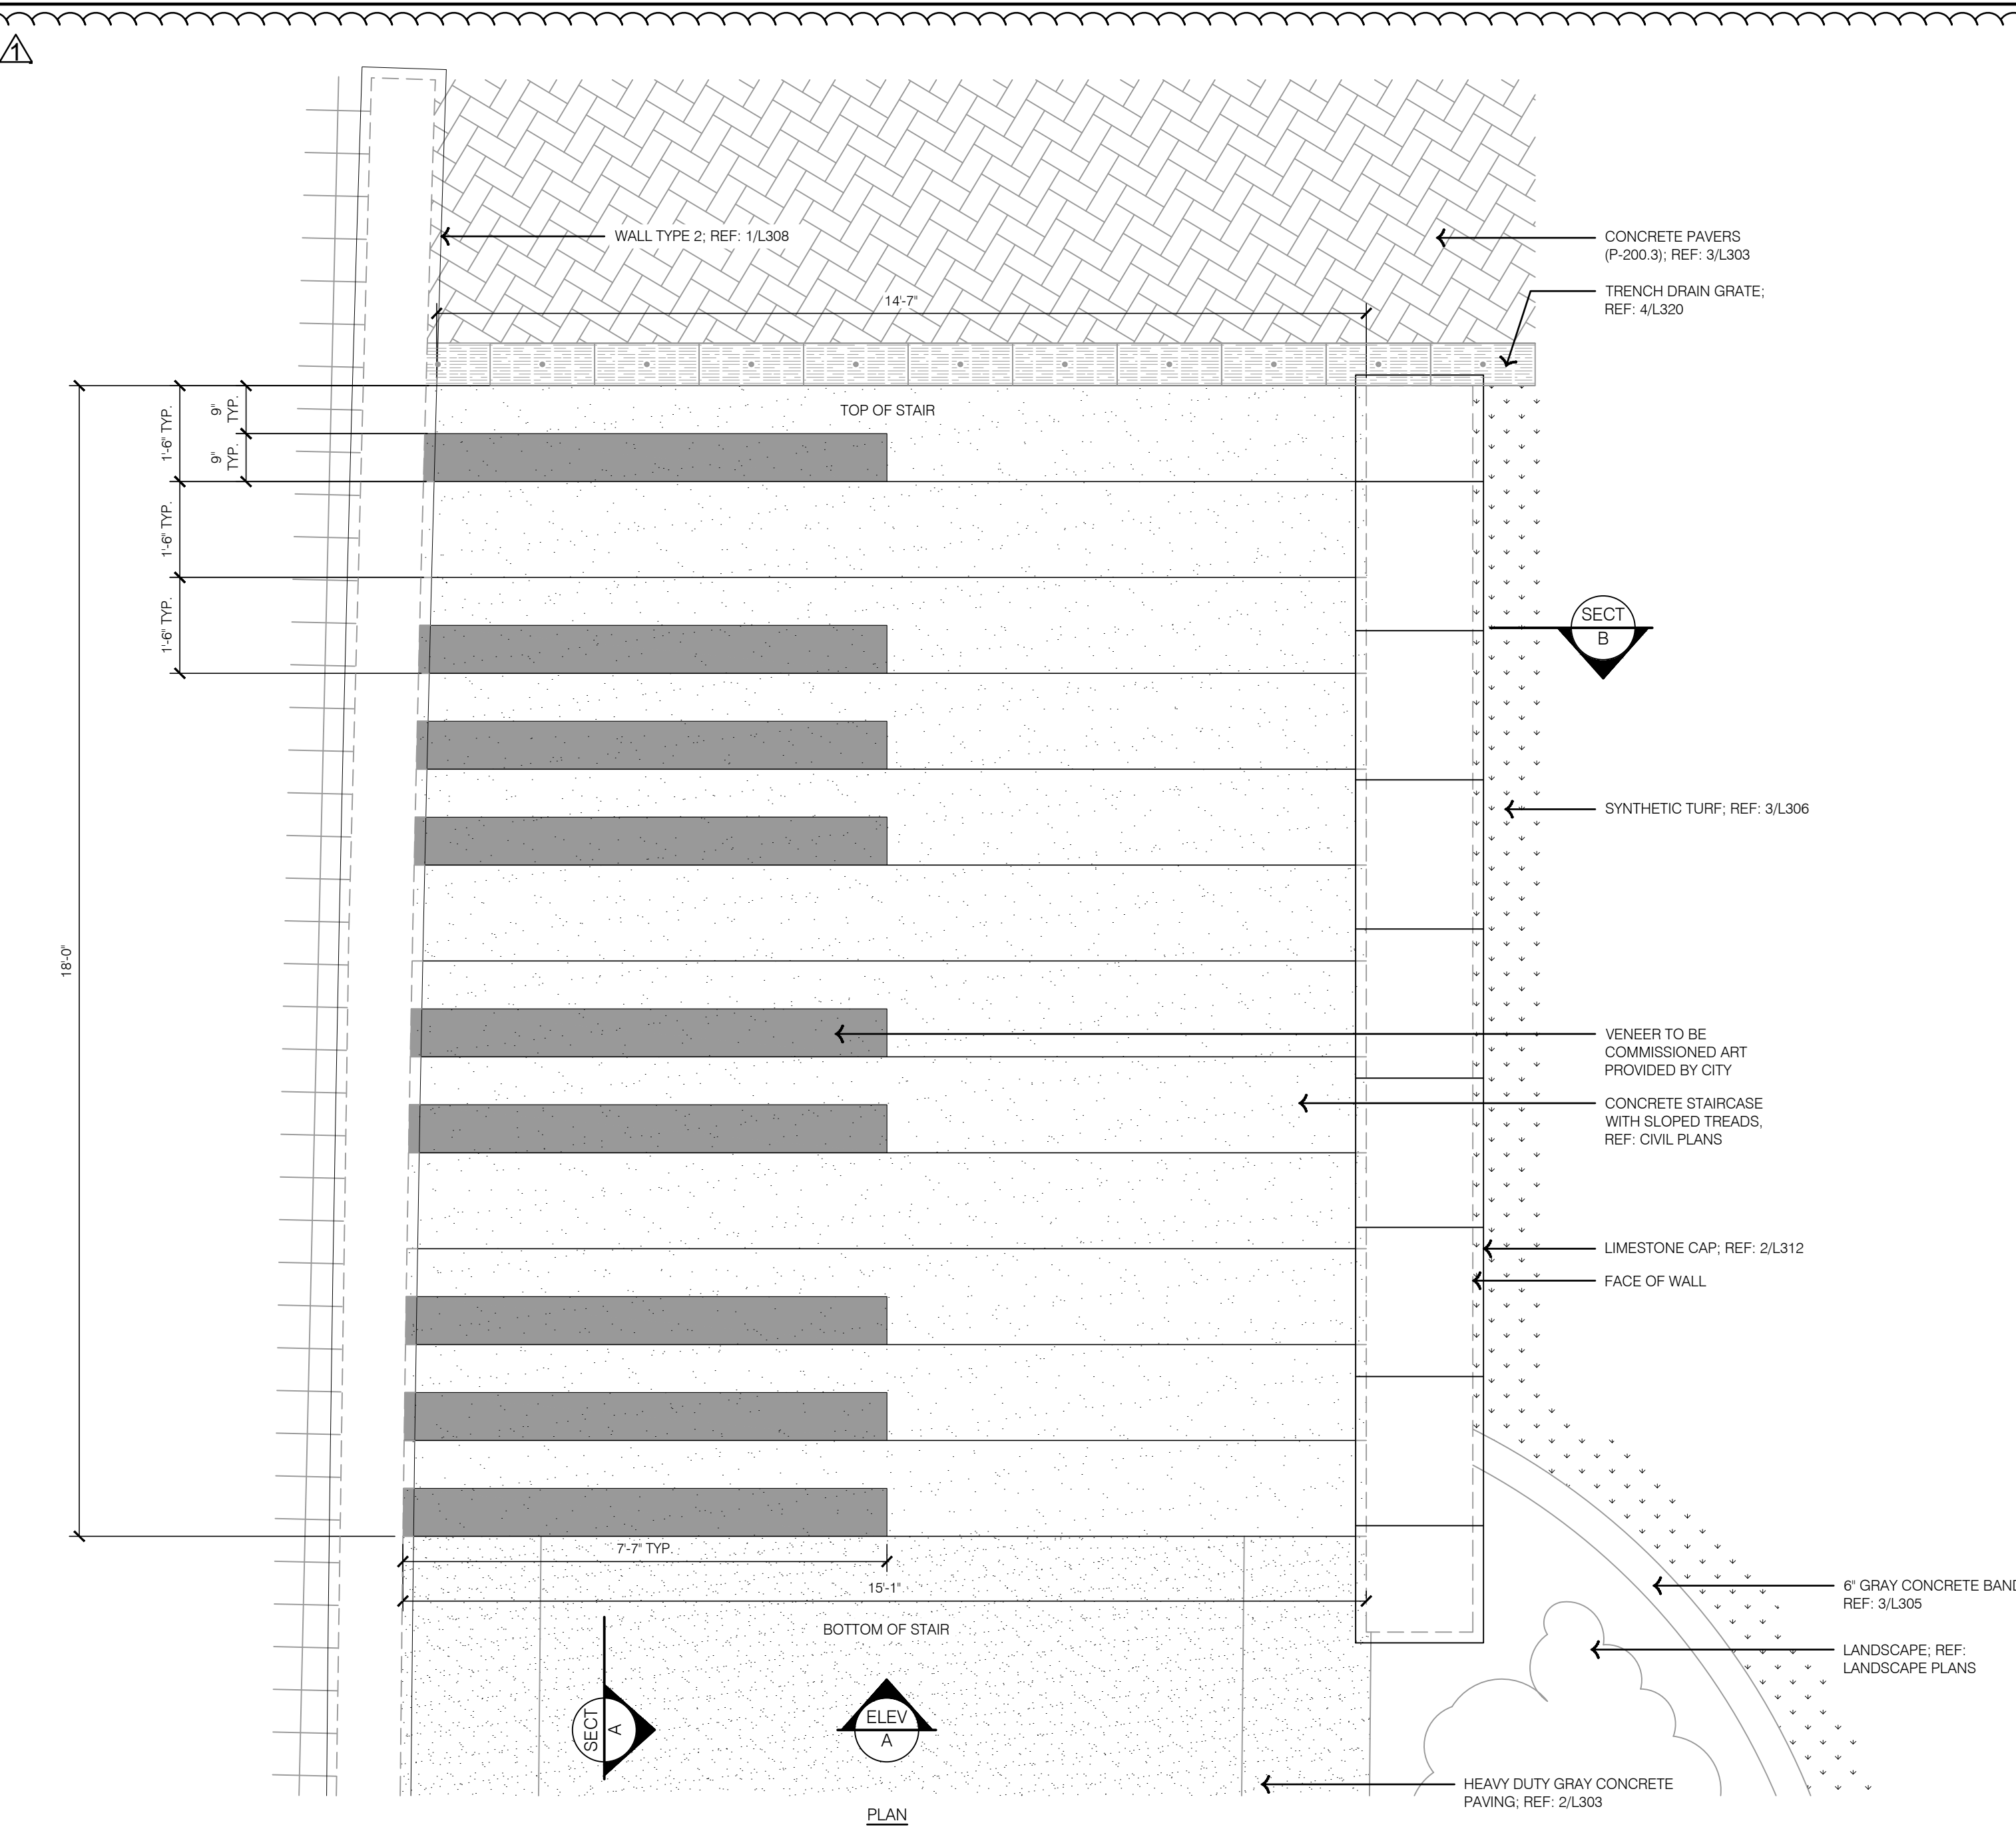 1
WALL TYPE 2; REF: 1/L308
CONCRETE PAVERS
(P-200.3); REF: 3/L303
TRENCH DRAIN GRATE;
REF: 4/L320
14'-7"
TOP OF STAIR
1'-6" TYP.
9"
TYP.
9"
TYP.
1'-6" TYP.
1'-6" TYP.
SECT
B
SYNTHETIC TURF; REF: 3/L306
18'-0"
VENEER TO BE
COMMISSIONED ART
PROVIDED BY CITY
CONCRETE STAIRCASE
WITH SLOPED TREADS,
REF: CIVIL PLANS
LIMESTONE CAP; REF: 2/L312
FACE OF WALL
7'-7" TYP.
15'-1"
6" GRAY CONCRETE BAND
REF: 3/L305
BOTTOM OF STAIR
LANDSCAPE; REF:
LANDSCAPE PLANS
SECT
A
ELEV
A
HEAVY DUTY GRAY CONCRETE
PAVING; REF: 2/L303
PLAN